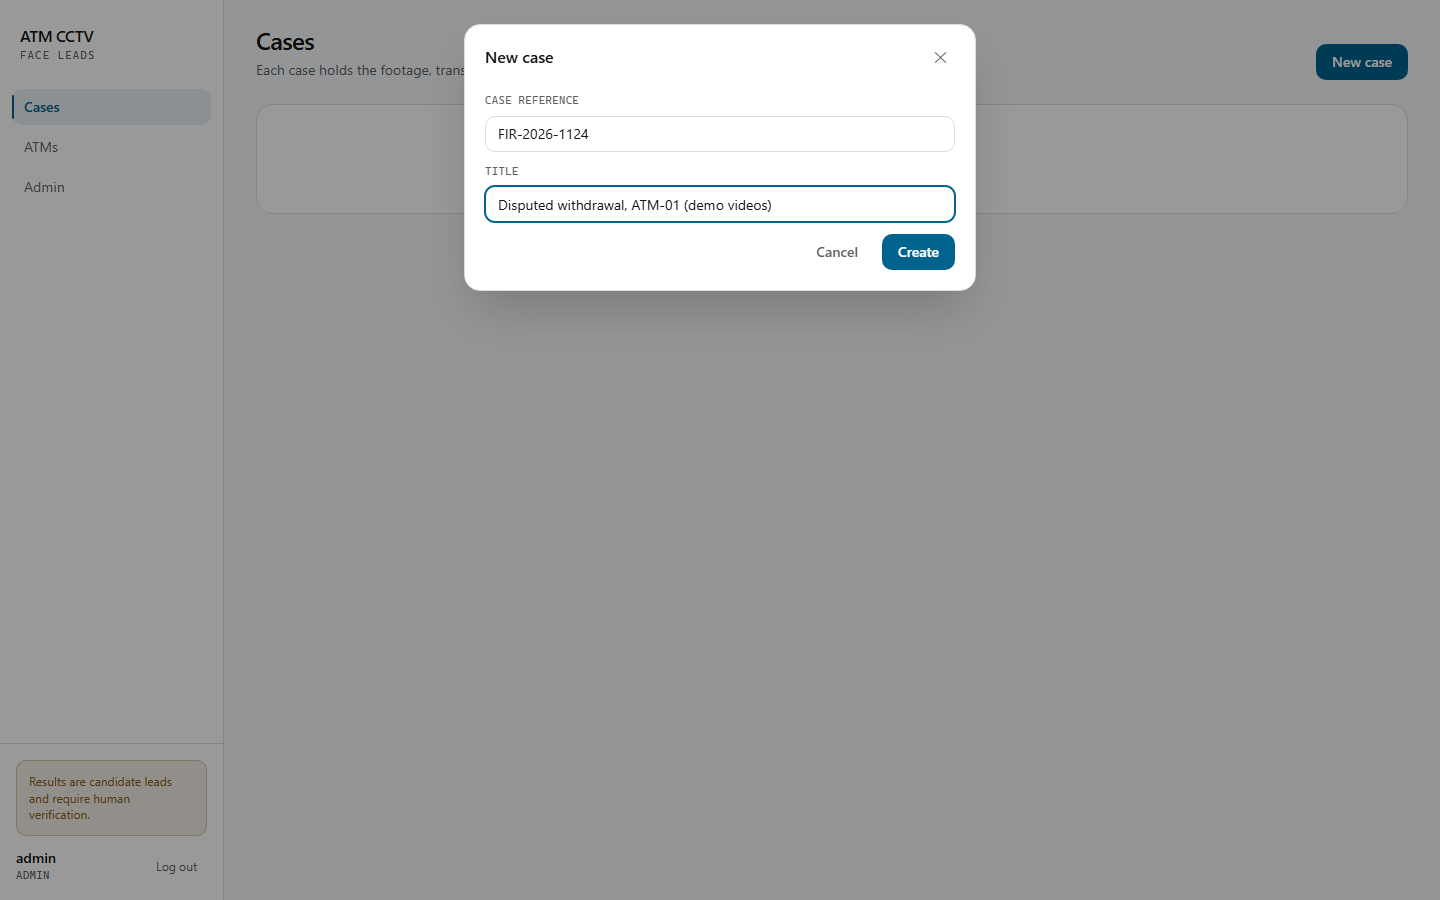 ATM CCTV
FACE LEADS
Cases
ATMs
Admin
Results are candidate leads
and require human
verification.
admin
ADMIN
Log out
Cases
Each case holds the footage, trans
New case
New case
CASE REFERENCE
FIR-2026-1124
TITLE
Disputed withdrawal, ATM-01 (demo videos)
Cancel
Create